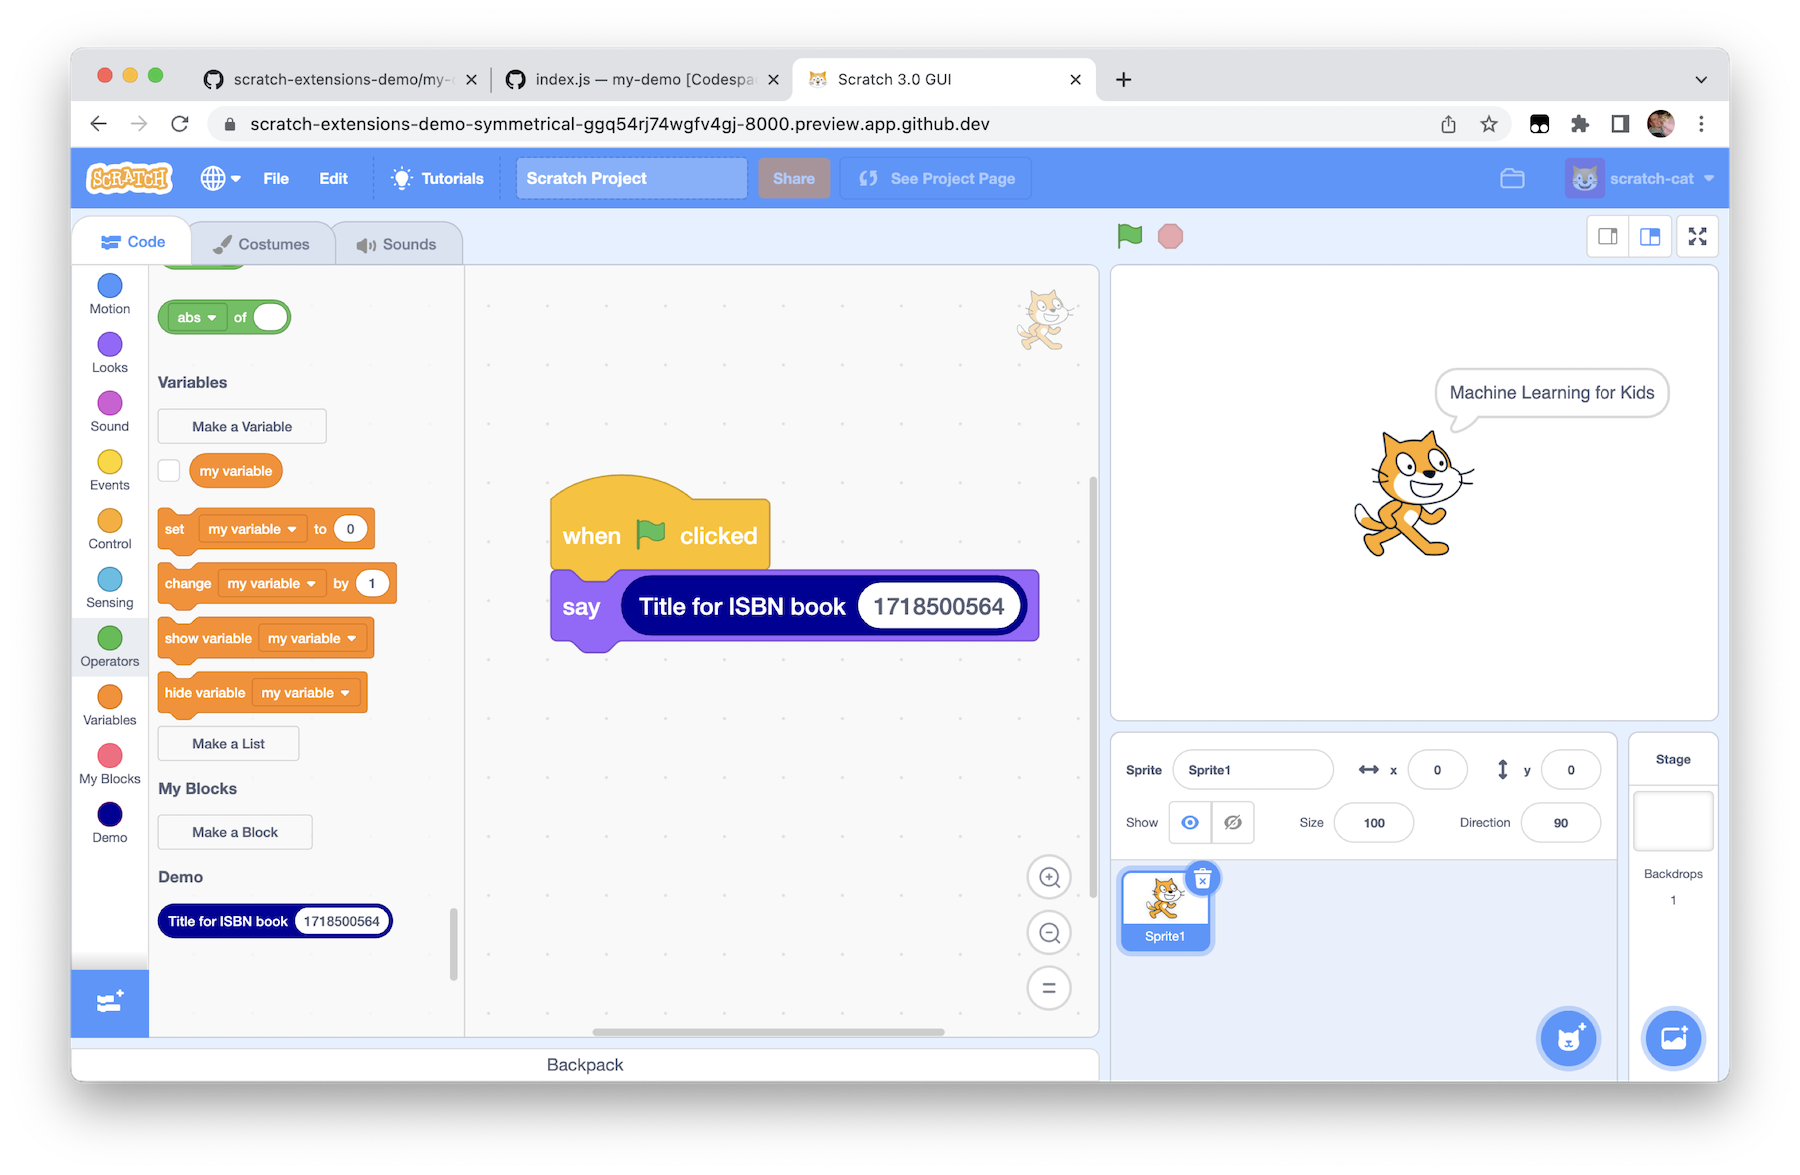 scratch-extensions-demo/my-
index.js — my-demo [Codespa
Scratch 3.0 GUI
scratch-extensions-demo-symmetrical-ggq54rj74wgfv4gj-8000.preview.app.github.dev
SCRATCH
File
Edit
Tutorials
Scratch Project
Share
See Project Page
scratch-cat
Code
Costumes
Sounds
Motion
Looks
Sound
Events
Control
Sensing
Operators
Variables
My Blocks
Demo
abs of
Variables
Make a Variable
my variable
set my variable to 0
change my variable by 1
show variable my variable
hide variable my variable
Make a List
My Blocks
Make a Block
Demo
Title for ISBN book 1718500564
when clicked
say Title for ISBN book 1718500564
Backpack
Machine Learning for Kids
Sprite Sprite1 x 0 y 0
Show Size 100 Direction 90
Sprite1
Stage
Backdrops
1